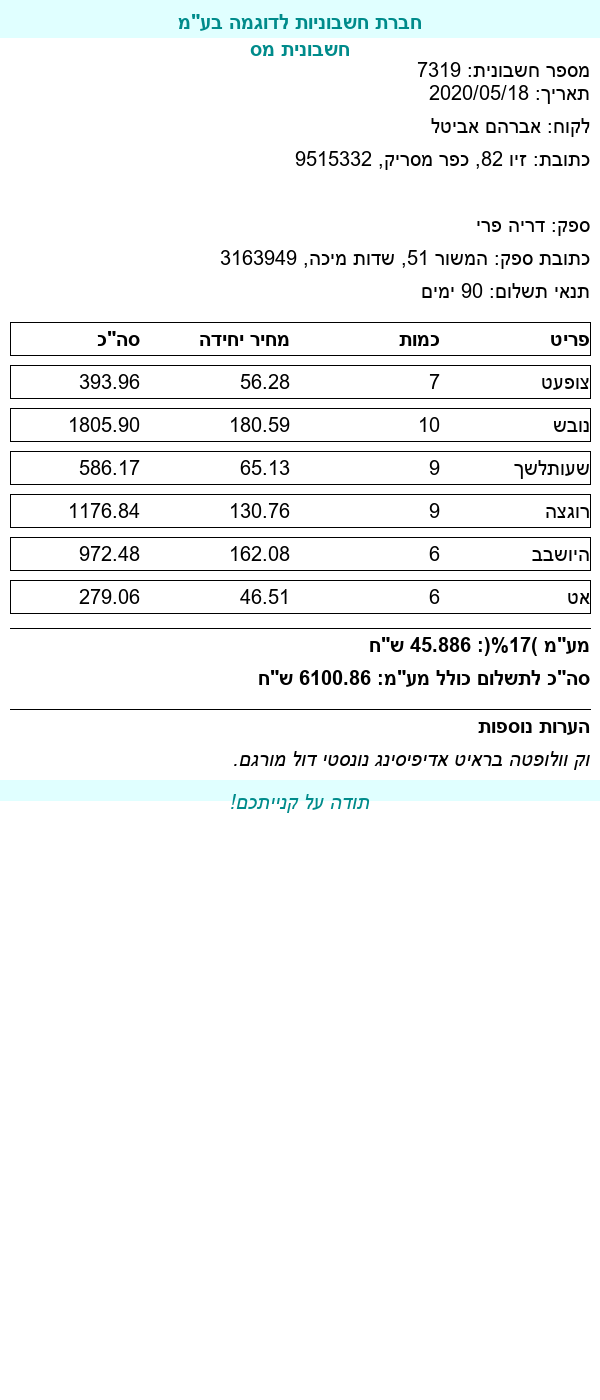 חברת חשבוניות לדוגמה בע"מ
חשבונית מס
מספר חשבונית: 7319
תאריך: 2020/05/18
לקוח: אברהם אביטל
כתובת: זיו 82, כפר מסריק, 9515332
ספק: דריה פרי
כתובת ספק: המשור 51, שדות מיכה, 3163949
תנאי תשלום: 90 ימים
פריט כמות מחיר יחידה סה"כ
צופעט 7 56.28 393.96
נובש 10 180.59 1805.90
שעותלשך 9 65.13 586.17
רוגצה 9 130.76 1176.84
היושבב 6 162.08 972.48
אט 6 46.51 279.06
מע"מ )17%(: 45.886 ש"ח
סה"כ לתשלום כולל מע"מ: 6100.86 ש"ח
הערות נוספות
וק וולופטה בראיט אדיפיסינג נונסטי דול מורגם.
תודה על קנייתכם!